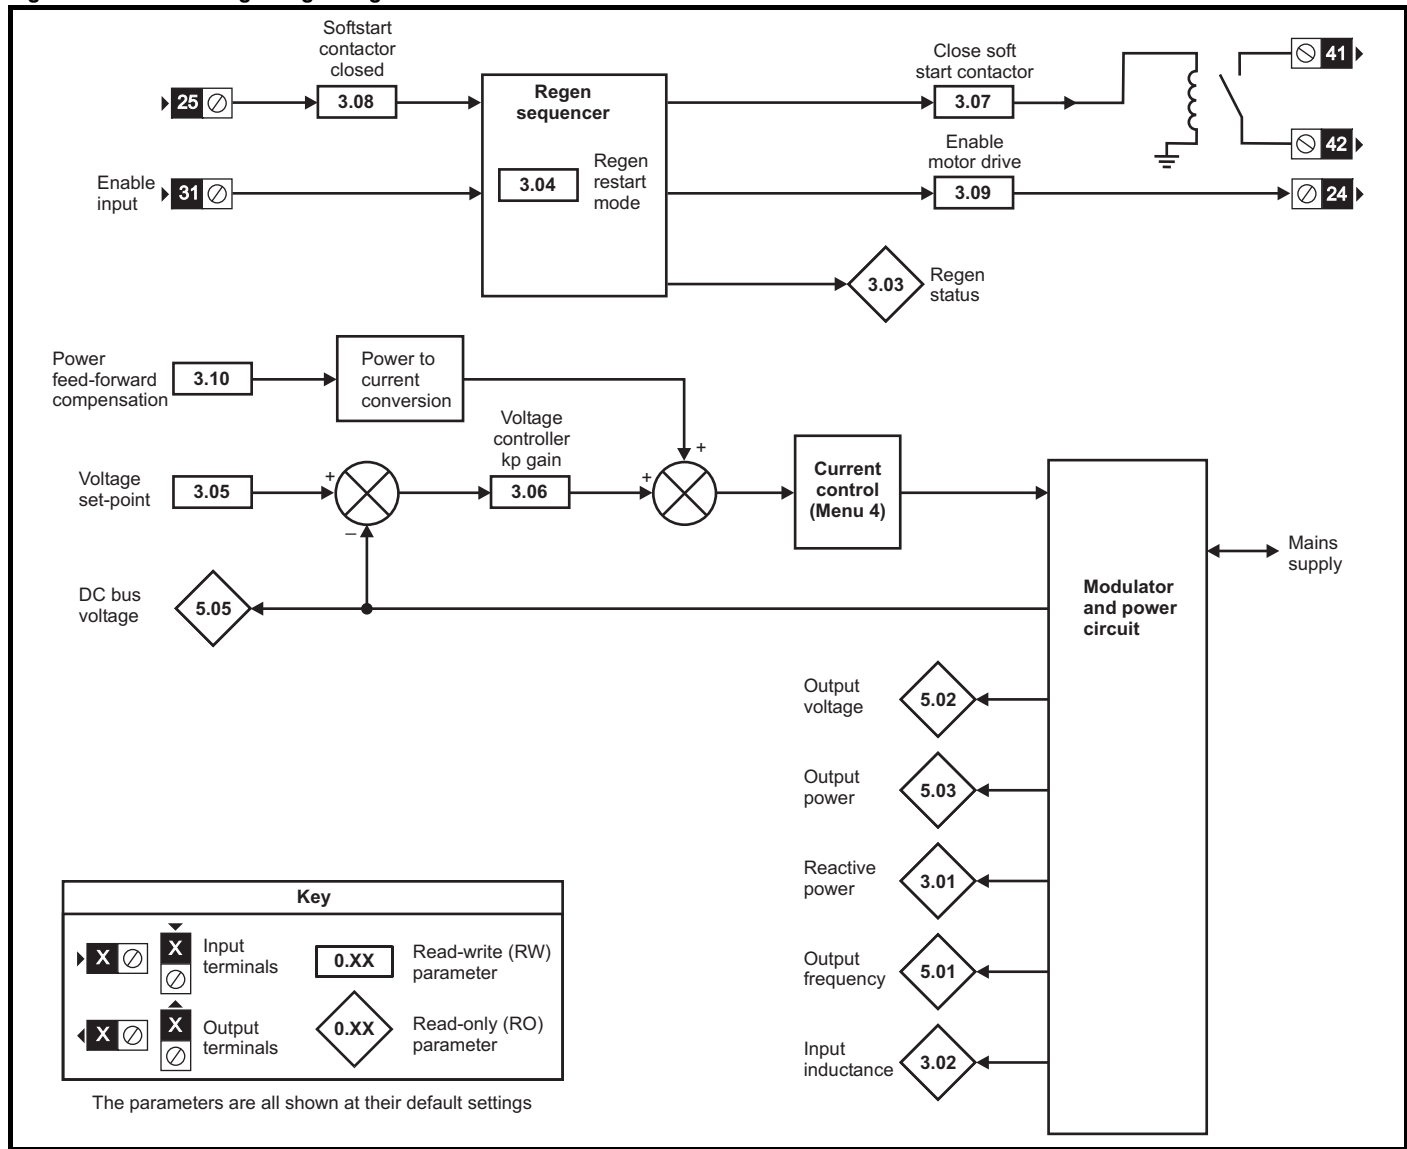 Softstart
contactor
closed
25
3.08
Regen
sequencer
Close soft
start contactor
3.07
41
42
Enable
input
31
3.04
Regen
restart
mode
Enable
motor drive
3.09
24
3.03
Regen
status
Power
feed-forward
compensation
3.10
Power to
current
conversion
+
Voltage
controller
kp gain
Voltage
set-point
3.05
+
–
3.06
+
Current
control
(Menu 4)
Modulator
and power
circuit
Mains
supply
DC bus
voltage
5.05
Output
voltage
5.02
Output
power
5.03
Reactive
power
3.01
Output
frequency
5.01
Input
inductance
3.02
Key
X
X
Input
terminals
0.XX
Read-write (RW)
parameter
X
X
Output
terminals
0.XX
Read-only (RO)
parameter
The parameters are all shown at their default settings